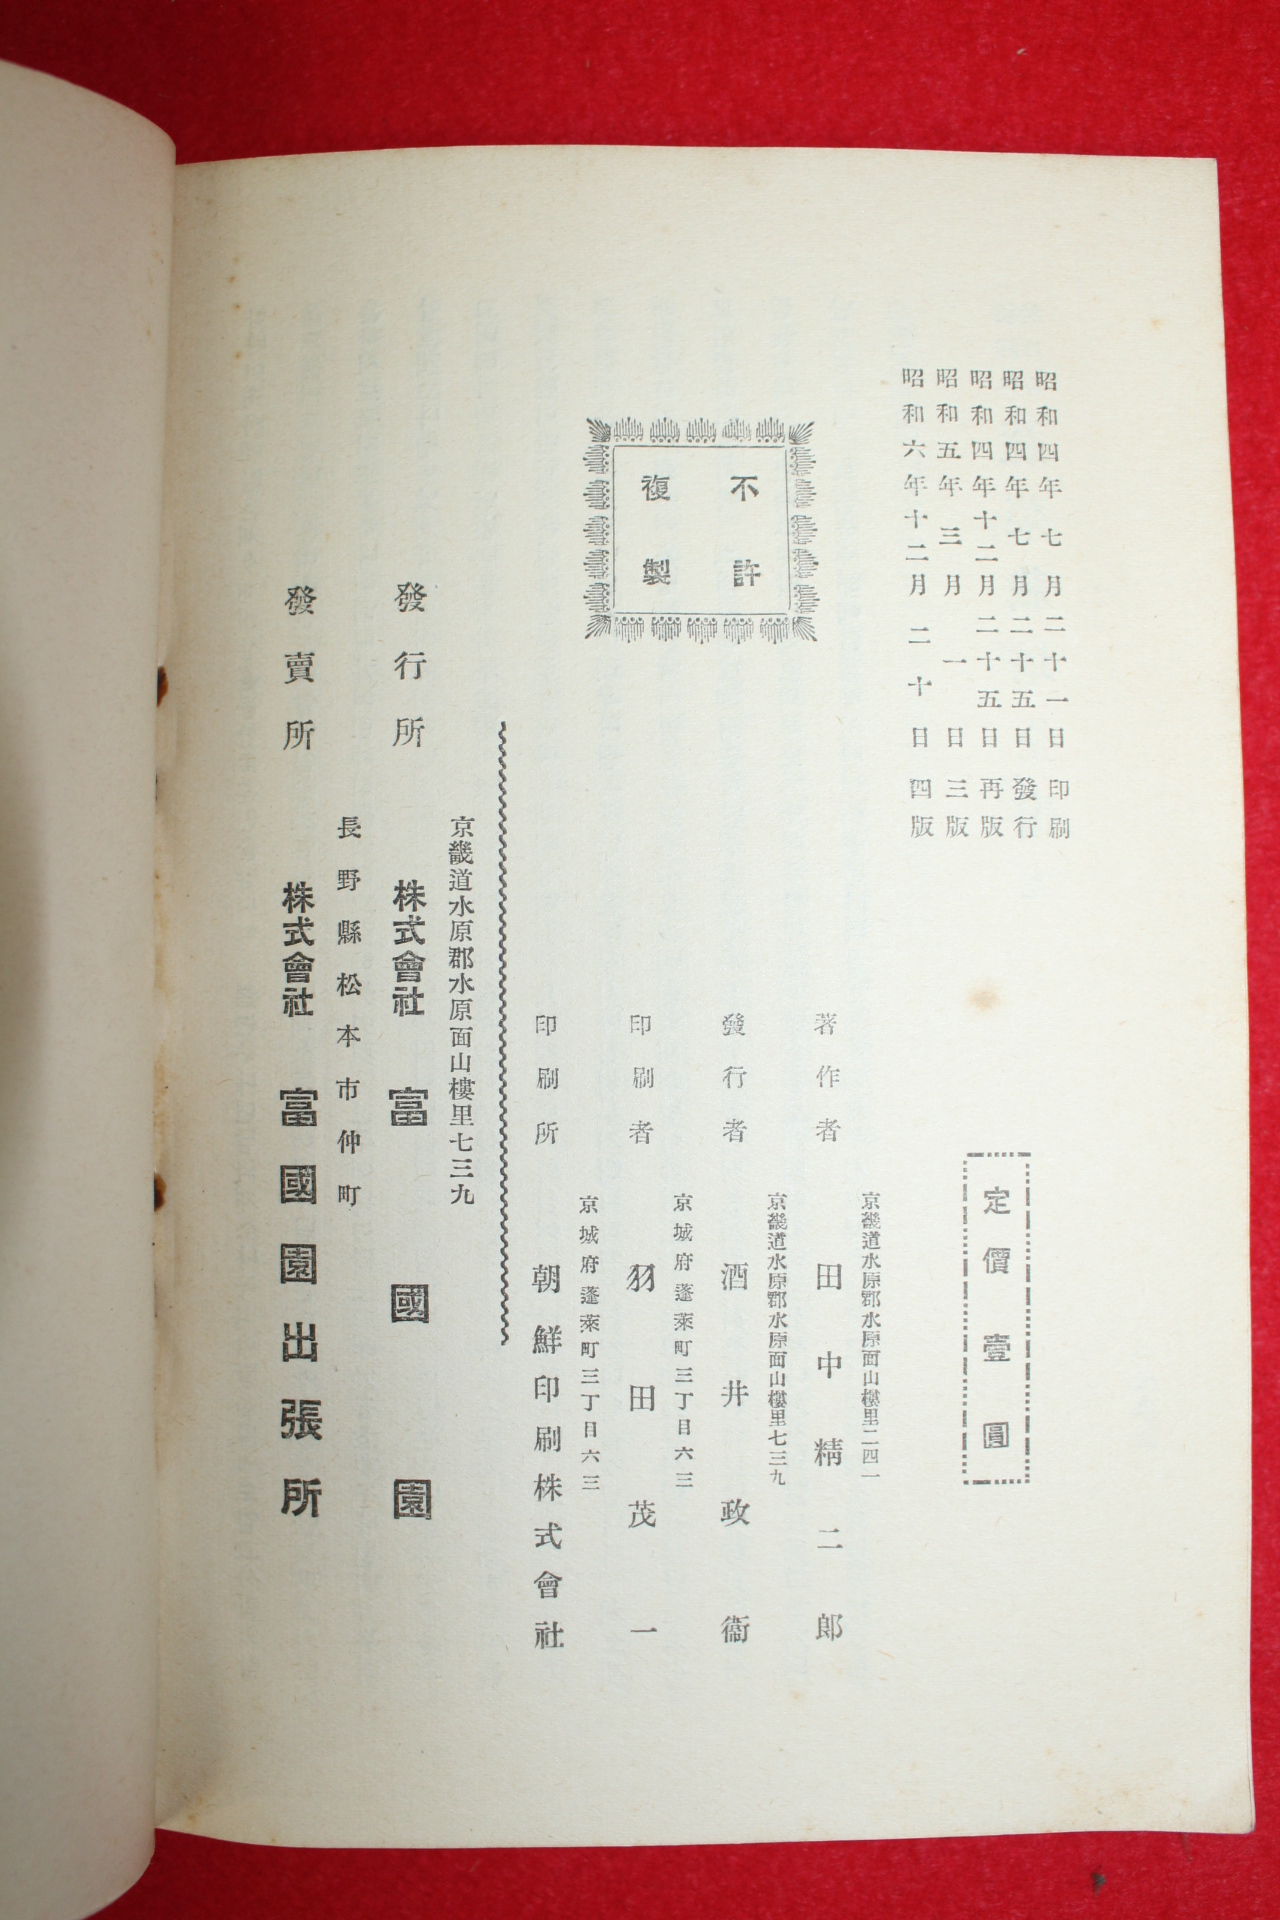 昭和四年七月二十一日印刷
昭和四年七月二十五日發行
昭和四年十二月二十五日再版
昭和五年三月一日三版
昭和六年十二月二十日四版
定價壹圓
不許
複製
京畿道水原郡水原面山樓里二四一
著作者 田中精二郎
京畿道水原郡水原面山樓里七三九
發行者 酒井政衞
京城府蓬萊町三丁目六三
印刷者 羽田茂一
京城府蓬萊町三丁目六三
印刷所 朝鮮印刷株式會社
京畿道水原郡水原面山樓里七三九
發行所 株式會社 富國園
長野縣松本市仲町
發賣所 株式會社 富國園出張所